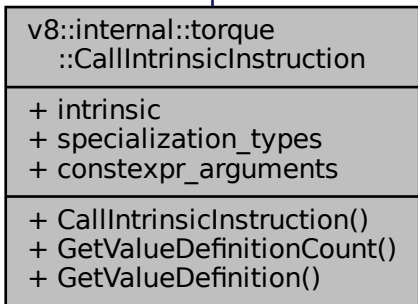 v8::internal::torque
::CallIntrinsicInstruction
+ intrinsic
+ specialization_types
+ constexpr_arguments
+ CallIntrinsicInstruction()
+ GetValueDefinitionCount()
+ GetValueDefinition()